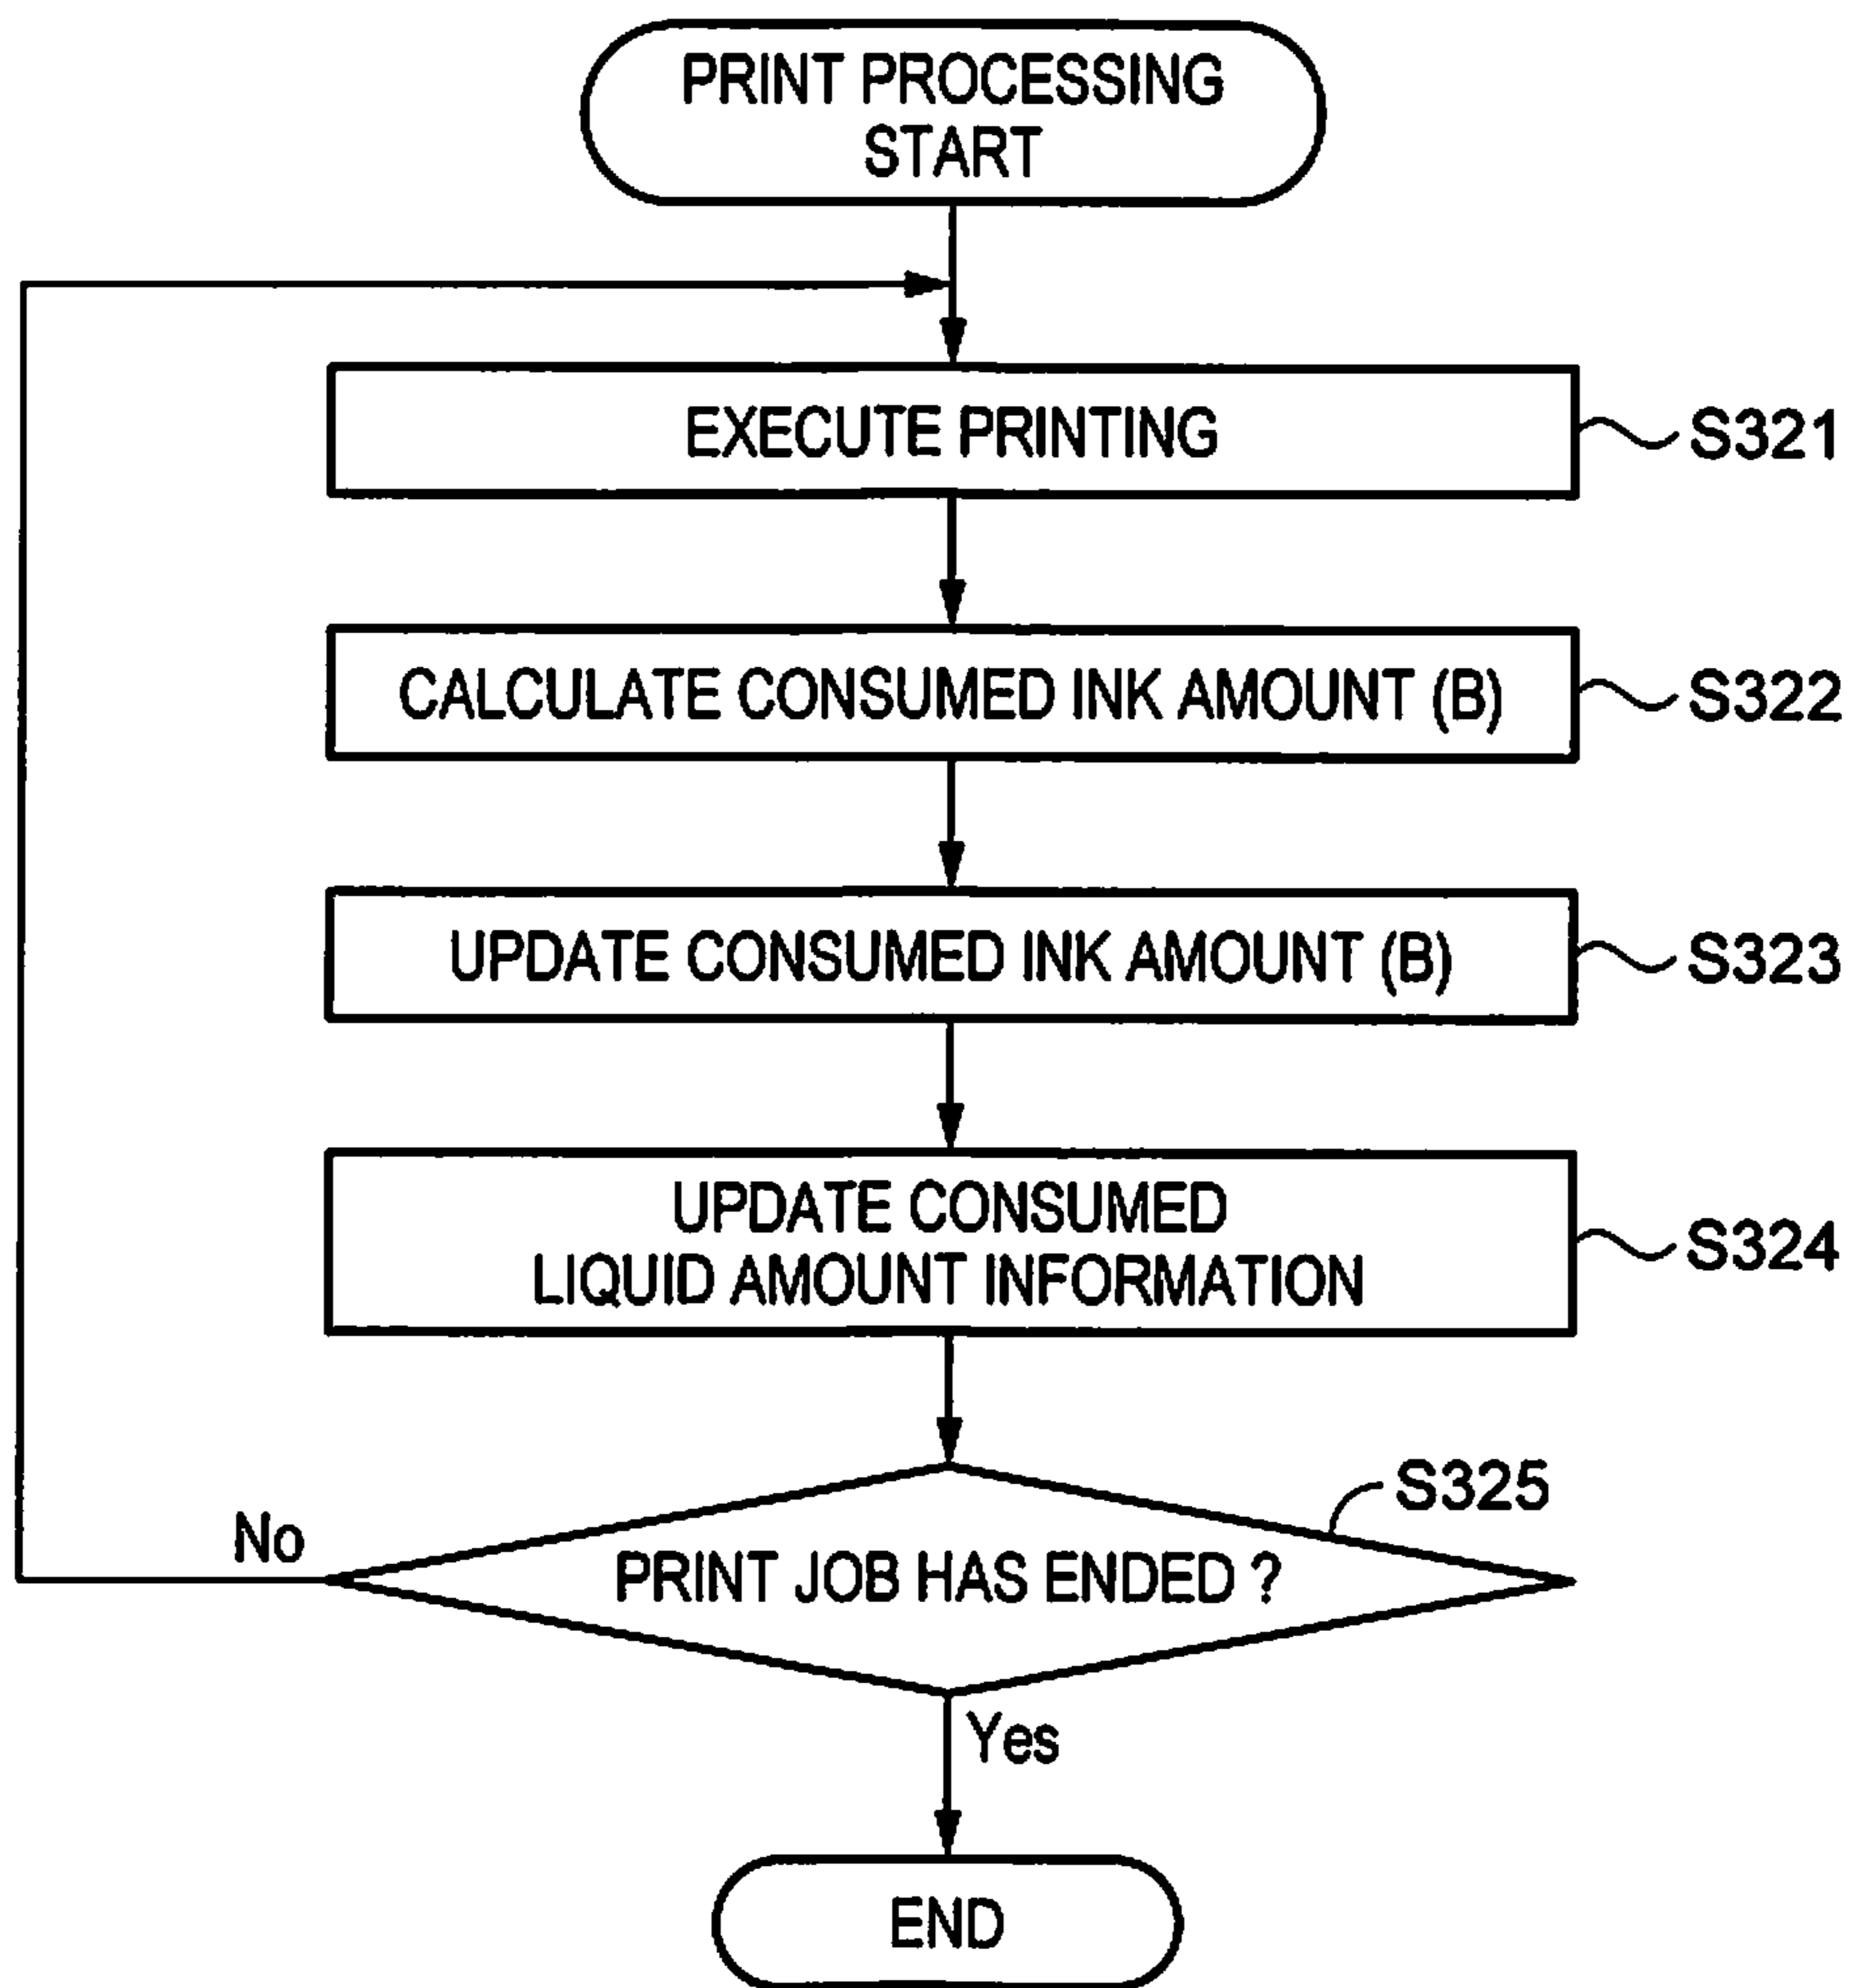 PRINT PROCESSING
START
EXECUTE PRINTING
S321
CALCULATE CONSUMED INK AMOUNT (B)
S322
UPDATE CONSUMED INK AMOUNT (B)
S323
UPDATE CONSUMED
LIQUID AMOUNT INFORMATION
S324
S325
No
PRINT JOB HAS ENDED ?
Yes
END